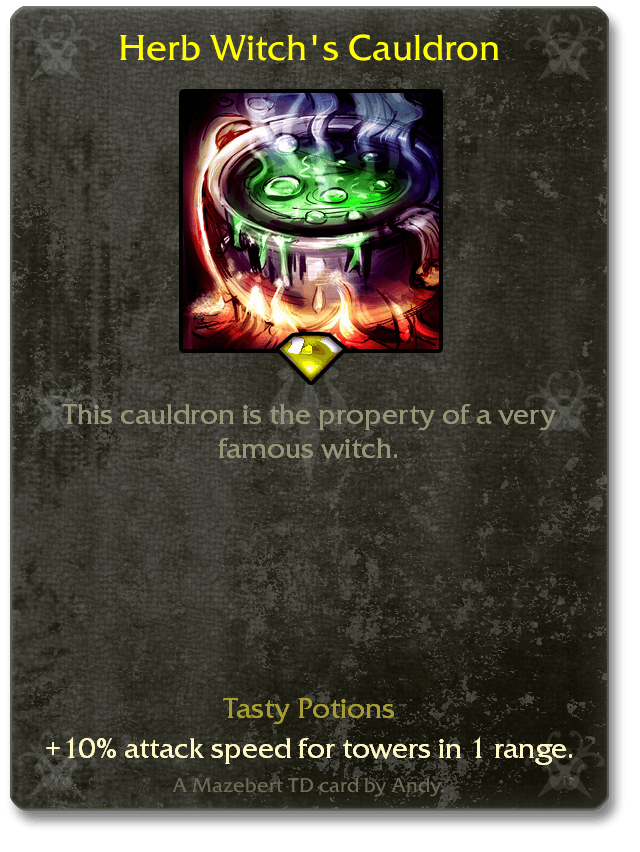 Herb Witch's Cauldron
This cauldron is the property of a very
famous witch.
Tasty Potions
+10% attack speed for towers in 1 range.
A Mazebert TD card by Andy.